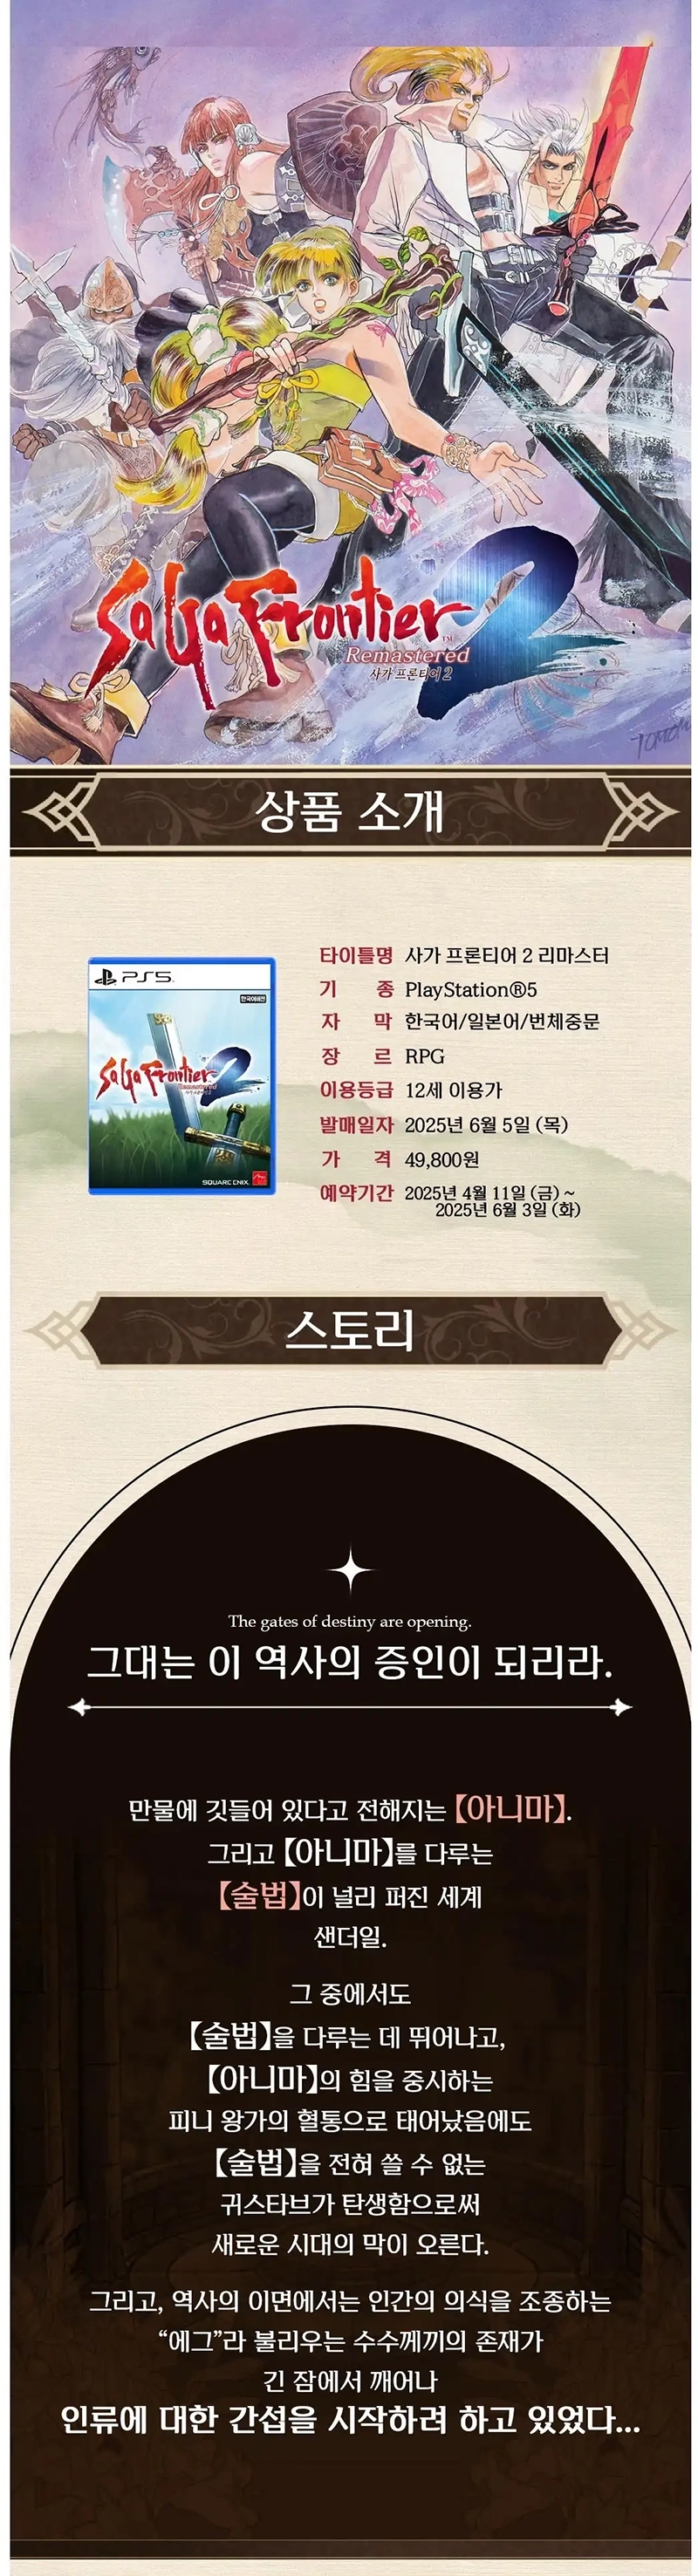 SaGa Frontier 2
TM
Remastered
사가 프론티어 2
TOMOMI
상품 소개
PS5
한국어버전
SaGa Frontier 2
Remastered
SQUARE ENIX
타이틀명 사가 프론티어 2 리마스터
기 종 PlayStation®5
자 막 한국어/일본어/번체중문
장 르 RPG
이용등급 12세 이용가
발매일자 2025년 6월 5일 (목)
가 격 49,800원
예약기간 2025년 4월 11일 (금) ~
2025년 6월 3일 (화)
스토리
The gates of destiny are opening.
그대는 이 역사의 증인이 되리라.
만물에 깃들어 있다고 전해지는 【아니마】.
그리고 【아니마】를 다루는
【술법】이 널리 퍼진 세계
샌더일.
그 중에서도
【술법】을 다루는 데 뛰어나고,
【아니마】의 힘을 중시하는
피니 왕가의 혈통으로 태어났음에도
【술법】을 전혀 쓸 수 없는
귀스타브가 탄생함으로써
새로운 시대의 막이 오른다.
그리고, 역사의 이면에서는 인간의 의식을 조종하는
“에그”라 불리우는 수수께끼의 존재가
긴 잠에서 깨어나
인류에 대한 간섭을 시작하려 하고 있었다...